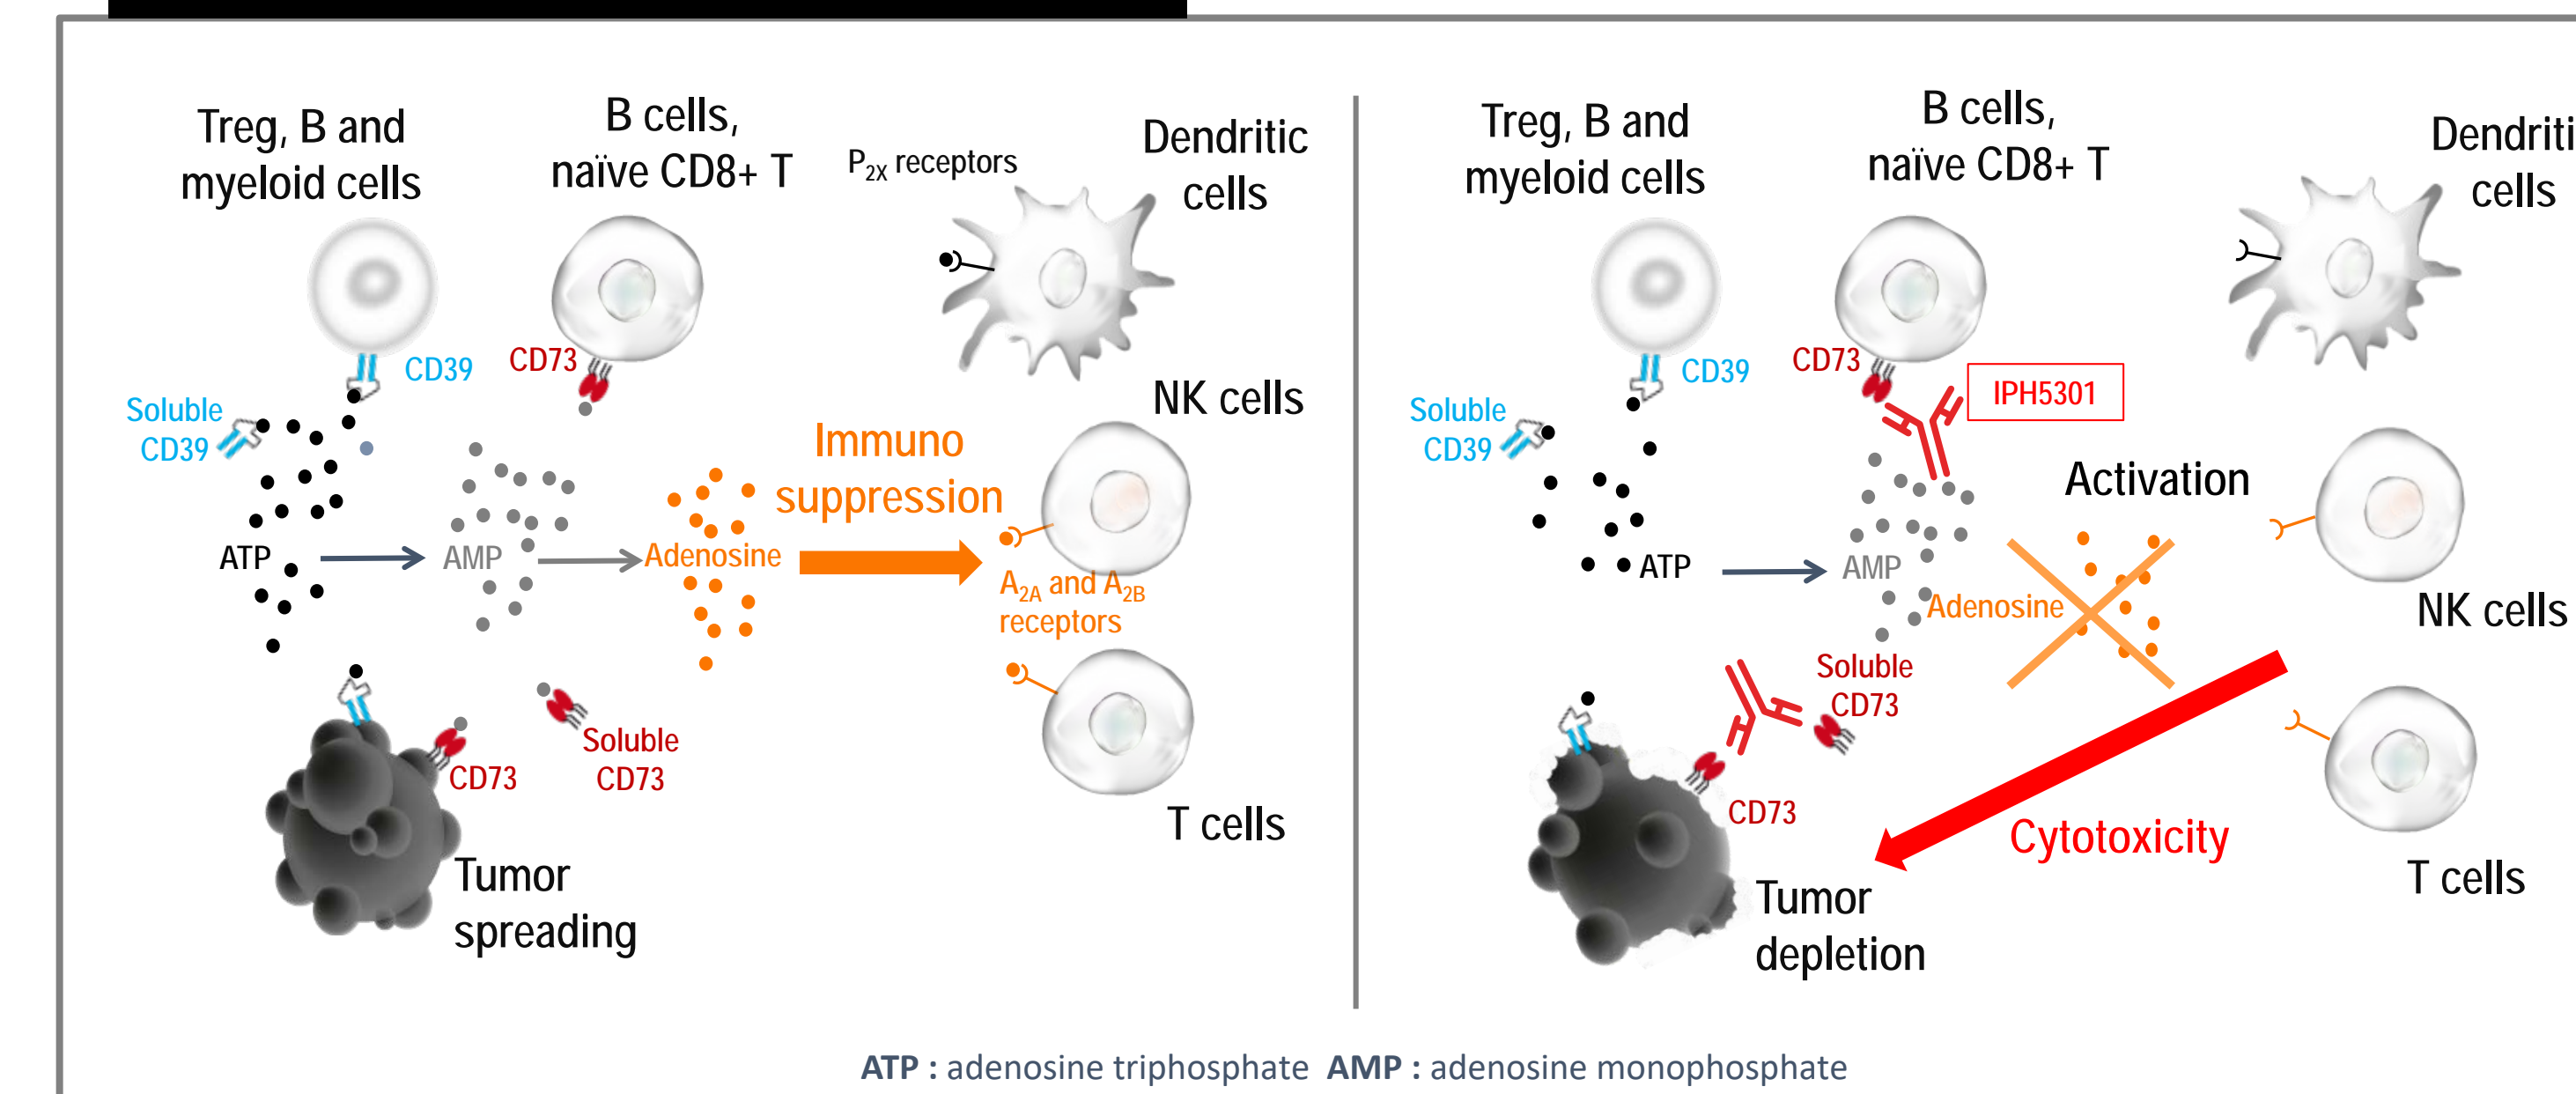 Treg, B and
myeloid cells
B cells,
naïve CD8+ T
P2X receptors
Dendritic
cells
CD39
CD73
Soluble
CD39
NK cells
Immuno
suppression
ATP
AMP
Adenosine
A2A and A2B
receptors
Soluble
CD73
CD73
T cells
Tumor
spreading
Treg, B and
myeloid cells
B cells,
naïve CD8+ T
Dendriti
cells
CD39
CD73
IPH5301
Soluble
CD39
Activation
ATP
AMP
Adenosine
NK cells
Soluble
CD73
CD73
Cytotoxicity
T cells
Tumor
depletion
ATP : adenosine triphosphate AMP : adenosine monophosphate